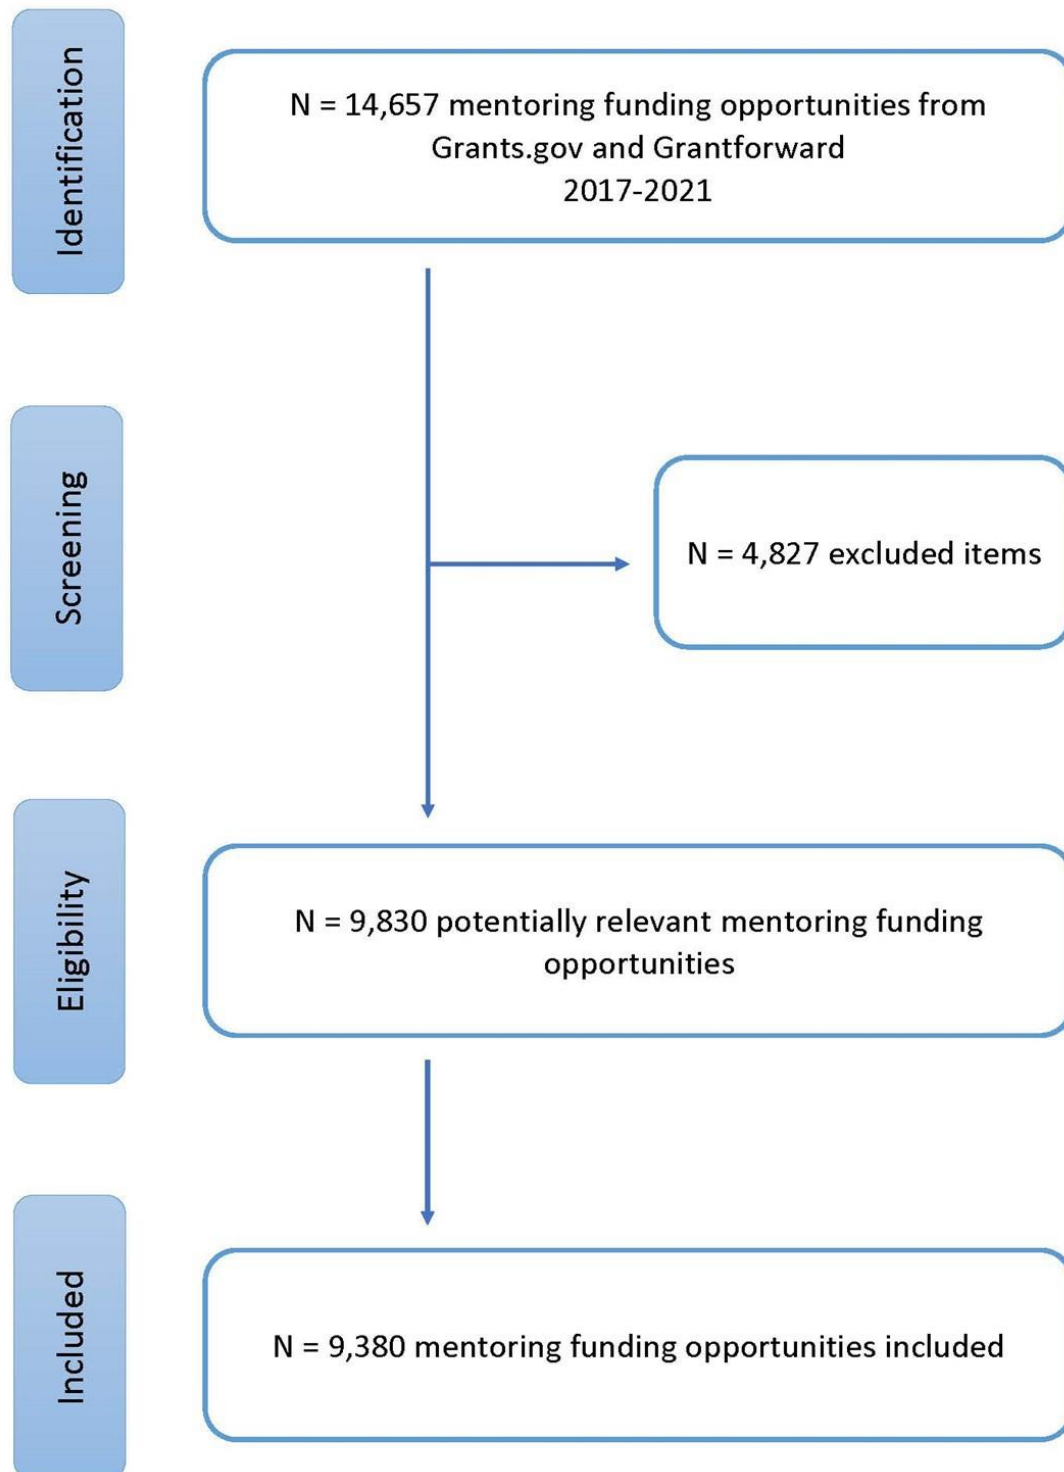 Identification
N = 14,657 mentoring funding opportunities from
Grants.gov and Grantforward
2017-2021
Screening
N = 4,827 excluded items
Eligibility
N = 9,830 potentially relevant mentoring funding
opportunities
Included
N = 9,380 mentoring funding opportunities included